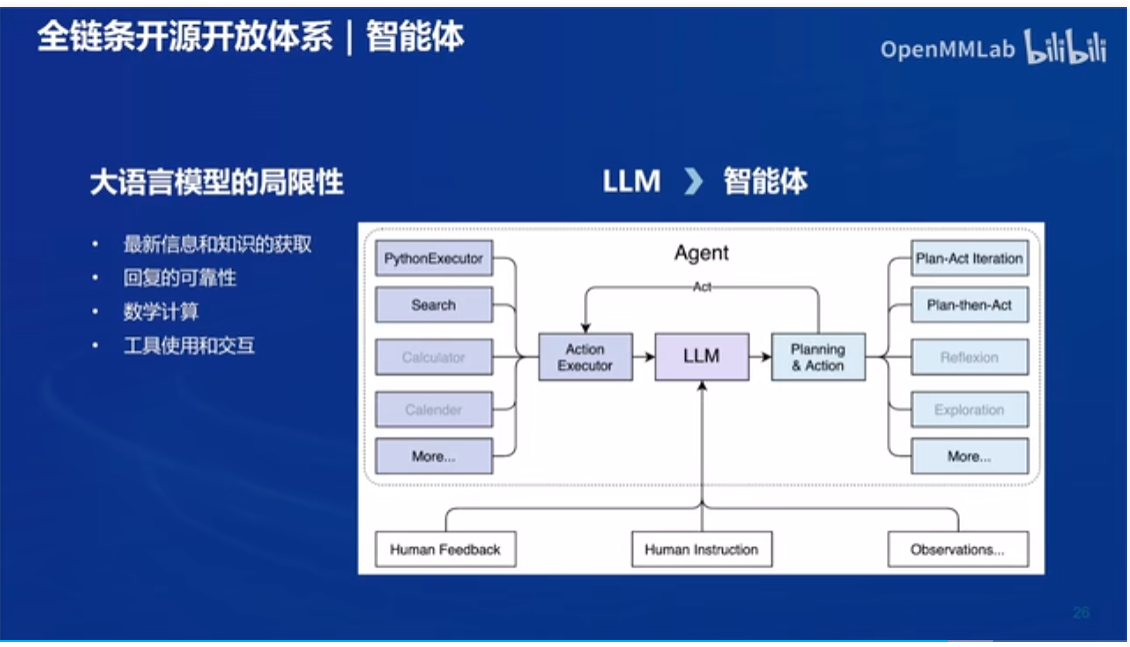 全链条开源开放体系 | 智能体
OpenMMLab bilibili
大语言模型的局限性
• 最新信息和知识的获取
• 回复的可靠性
• 数学计算
• 工具使用和交互
LLM 》 智能体
Agent
Act
PythonExecutor
Search
Calculator
Calender
More...
Action
Executor
LLM
Planning
& Action
Plan-Act Iteration
Plan-then-Act
Reflexion
Exploration
More...
Human Feedback
Human Instruction
Observations...
26